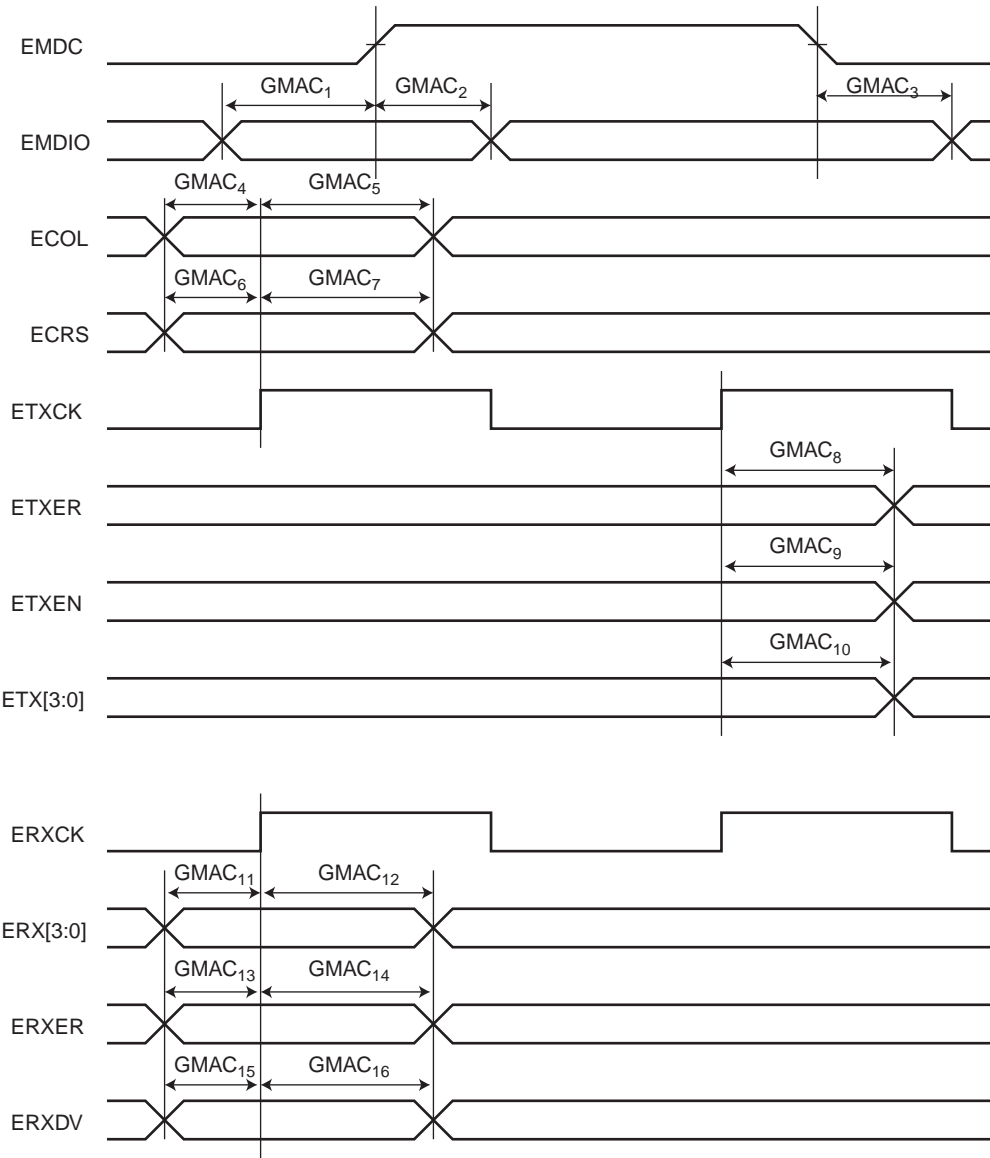 EMDC
GMAC1 GMAC2 GMAC3
EMDIO
GMAC4 GMAC5
ECOL
GMAC6 GMAC7
ECRS
ETXCK
GMAC8
ETXER
GMAC9
ETXEN
GMAC10
ETX[3:0]
ERXCK
GMAC11 GMAC12
ERX[3:0]
GMAC13 GMAC14
ERXER
GMAC15 GMAC16
ERXDV